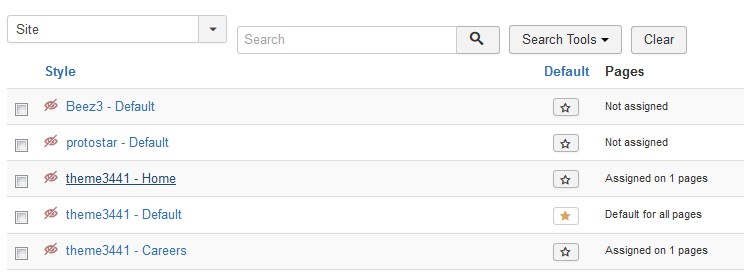 Site
Search
Search Tools
Clear
Style Default Pages
Beez3 - Default Not assigned
protostar - Default Not assigned
theme3441 - Home Assigned on 1 pages
theme3441 - Default Default for all pages
theme3441 - Careers Assigned on 1 pages